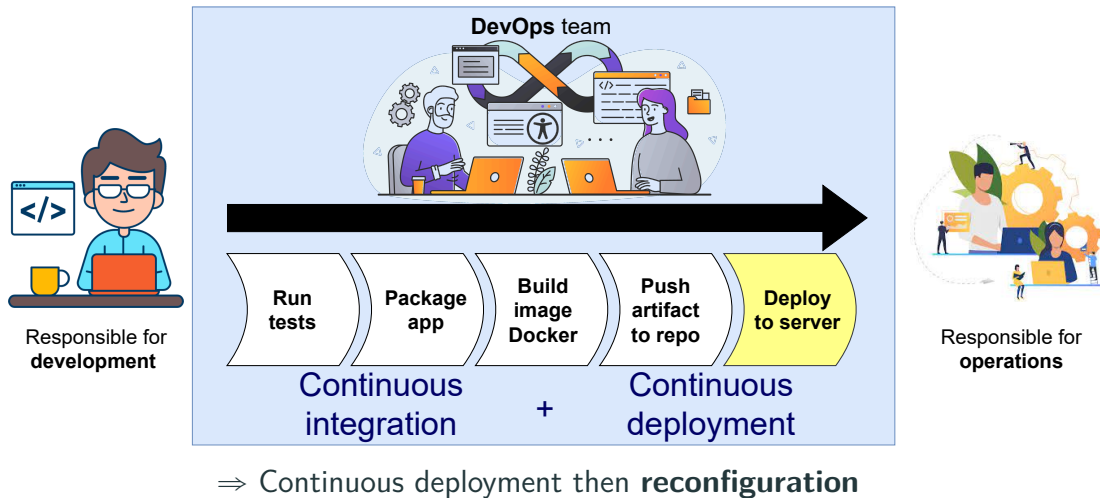 DevOps team
</>
</>
Run
tests
Package
app
Build
image
Docker
Push
artifact
to repo
Deploy
to server
Responsible for
development
Responsible for
operations
Continuous
integration
+
Continuous
deployment
⇒ Continuous deployment then reconfiguration